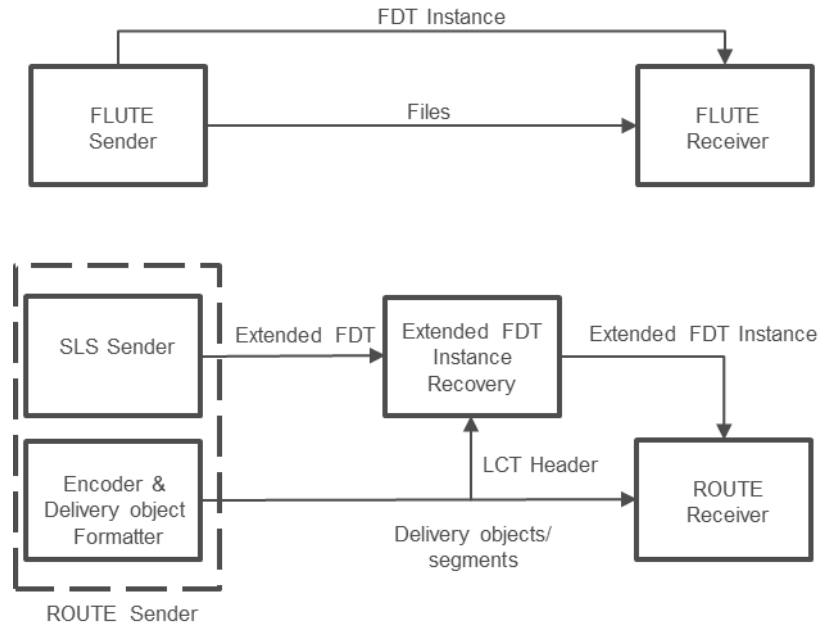 FDT Instance
FLUTE
Sender
Files
FLUTE
Receiver
SLS Sender
Extended FDT
Extended FDT
Instance
Recovery
Extended FDT Instance
LCT Header
Encoder &
Delivery object
Formatter
Delivery objects/
segments
ROUTE
Receiver
ROUTE Sender